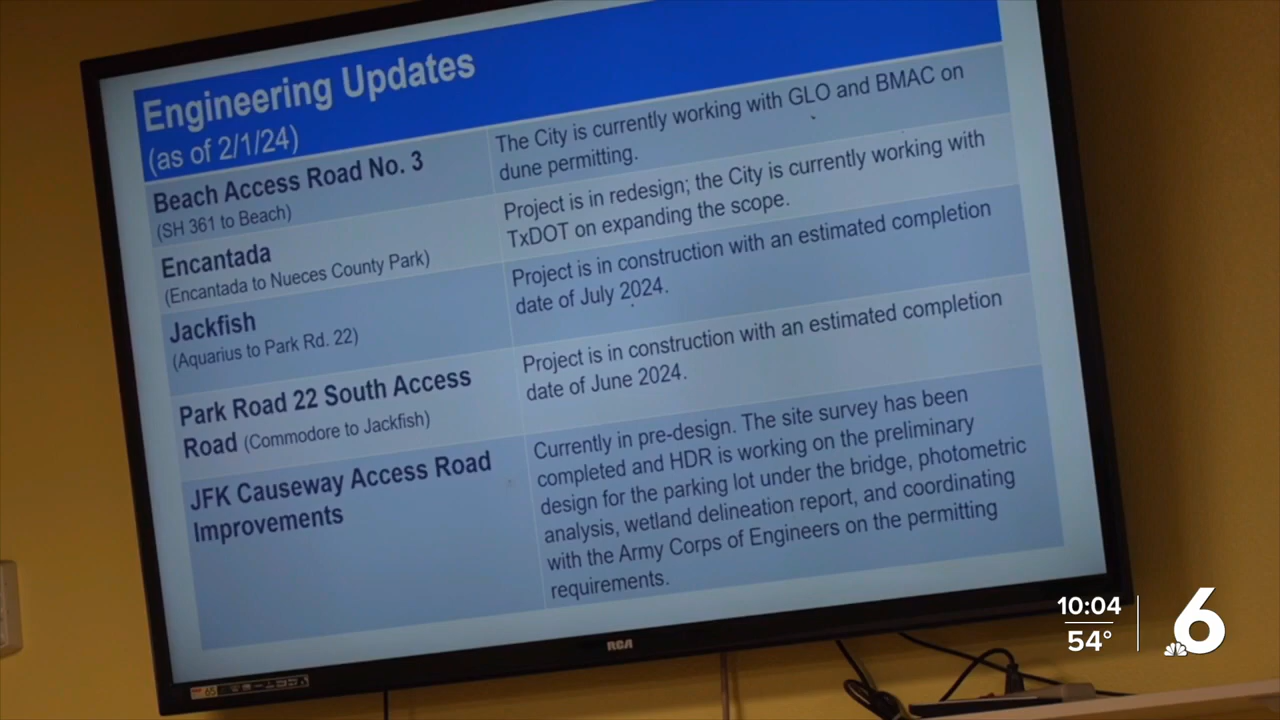 Engineering Updates
(as of 2/1/24)
Beach Access Road No. 3
(SH 361 to Beach)
The City is currently working with GLO and BMAC on
dune permitting.
Encantada
(Encantada to Nueces County Park)
Project is in redesign; the City is currently working with
TxDOT on expanding the scope.
Jackfish
(Aquarius to Park Rd. 22)
Project is in construction with an estimated completion
date of July 2024.
Park Road 22 South Access
Road (Commodore to Jackfish)
Project is in construction with an estimated completion
date of June 2024.
JFK Causeway Access Road
Improvements
Currently in pre-design. The site survey has been
completed and HDR is working on the preliminary
design for the parking lot under the bridge, photometric
analysis, wetland delineation report, and coordinating
with the Army Corps of Engineers on the permitting
requirements.
RCA
65
10:04
54°
6